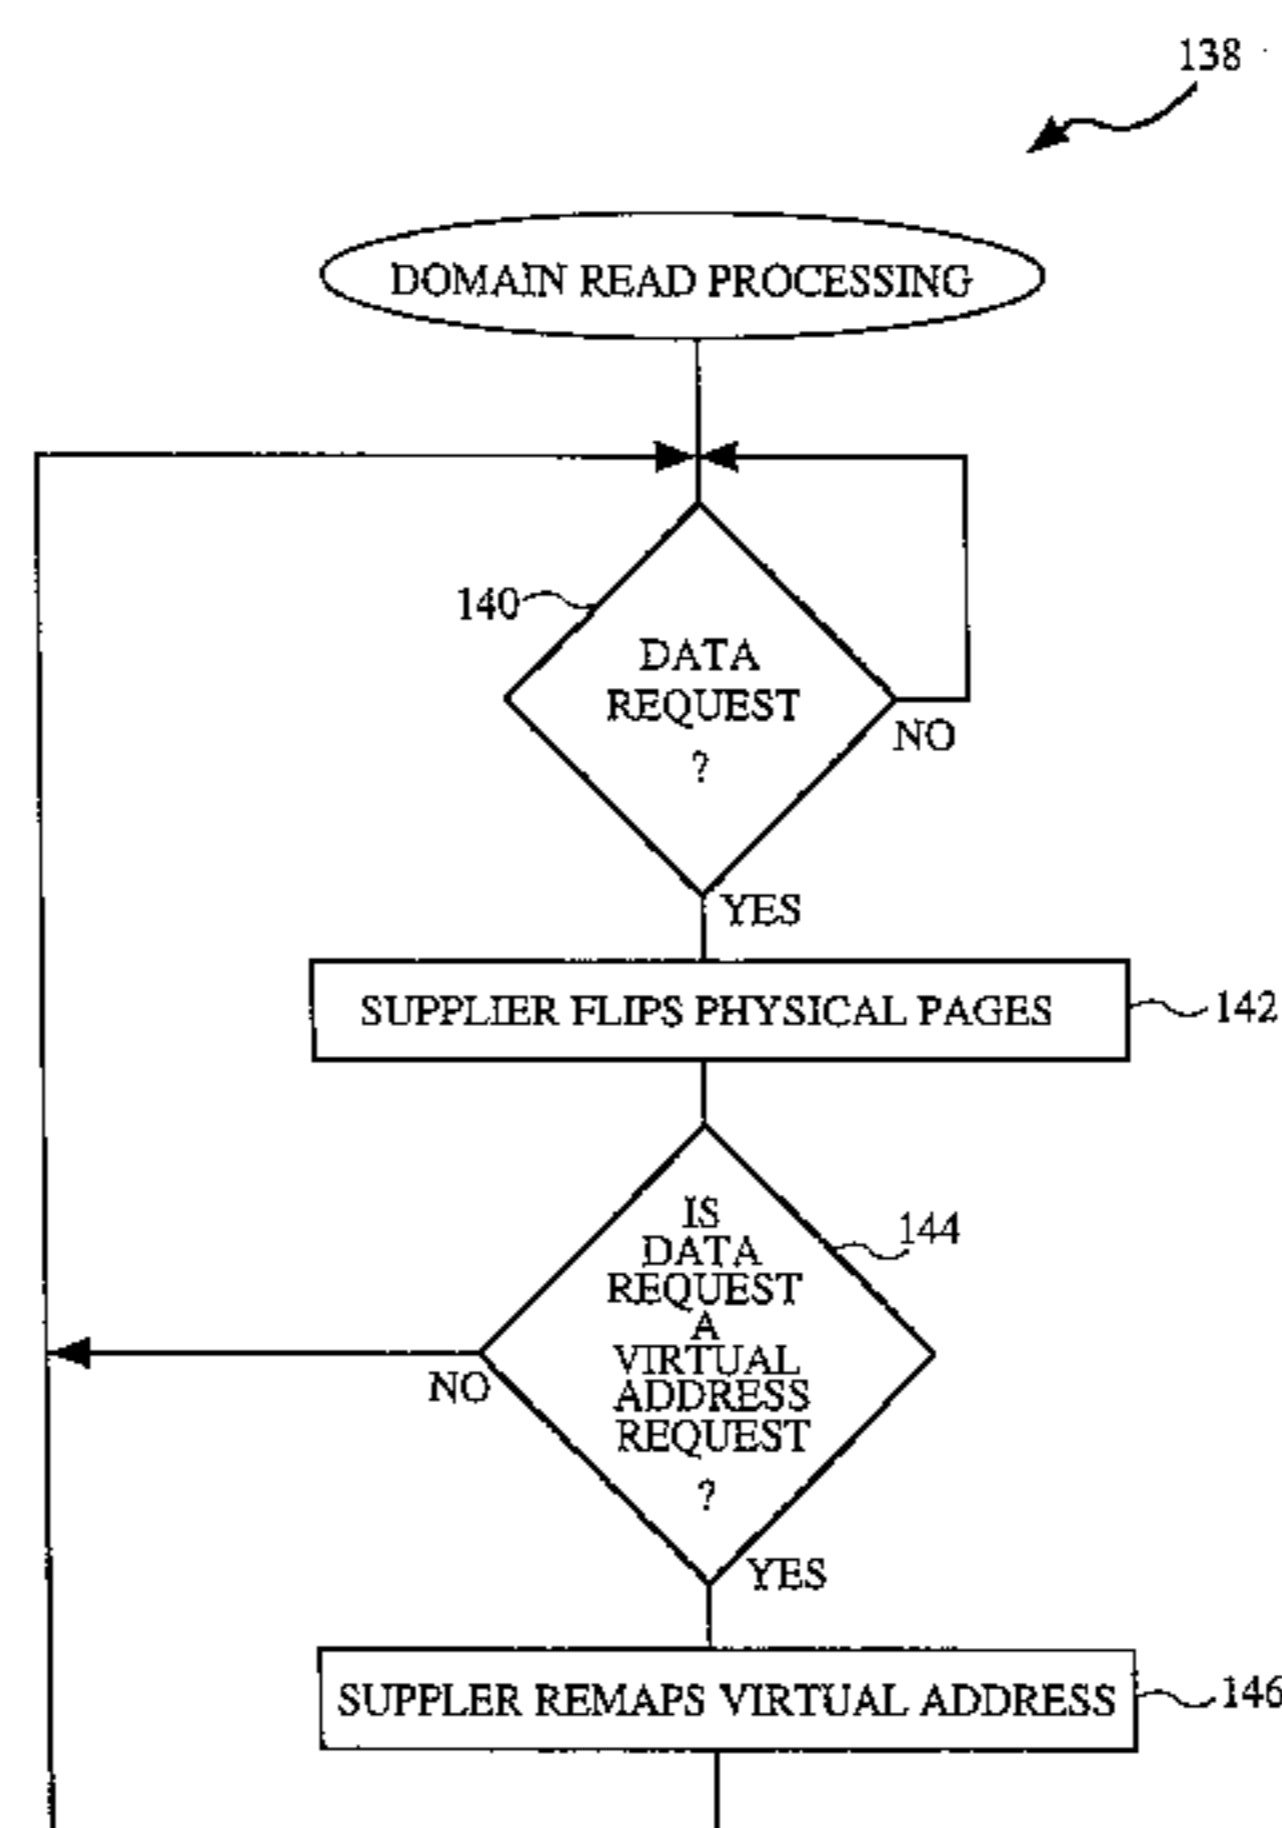 138
DOMAIN READ PROCESSING
140
DATA
REQUEST
?
NO
YES
SUPPLIER FLIPS PHYSICAL PAGES
142
IS
DATA
REQUEST
A
VIRTUAL
ADDRESS
REQUEST
?
144
NO
YES
SUPPLER REMAPS VIRTUAL ADDRESS
146